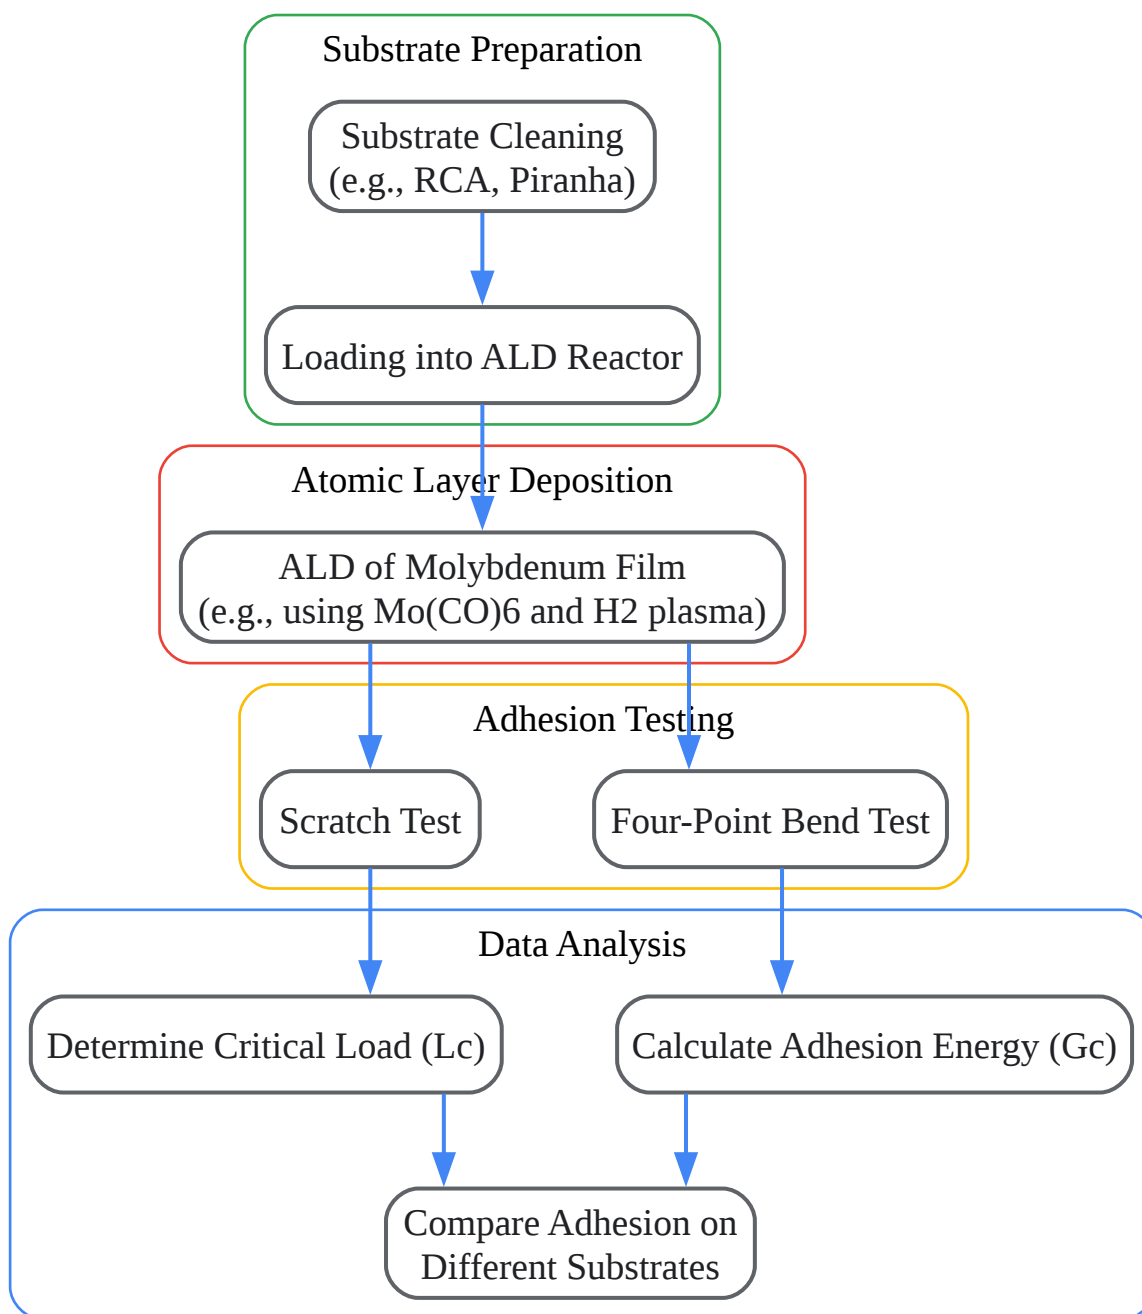 Substrate Preparation
Substrate Cleaning
(e.g., RCA, Piranha)
Loading into ALD Reactor
Atomic Layer Deposition
ALD of Molybdenum Film
(e.g., using Mo(CO)6 and H2 plasma)
Adhesion Testing
Scratch Test
Four-Point Bend Test
Data Analysis
Determine Critical Load (Lc)
Calculate Adhesion Energy (Gc)
Compare Adhesion on
Different Substrates